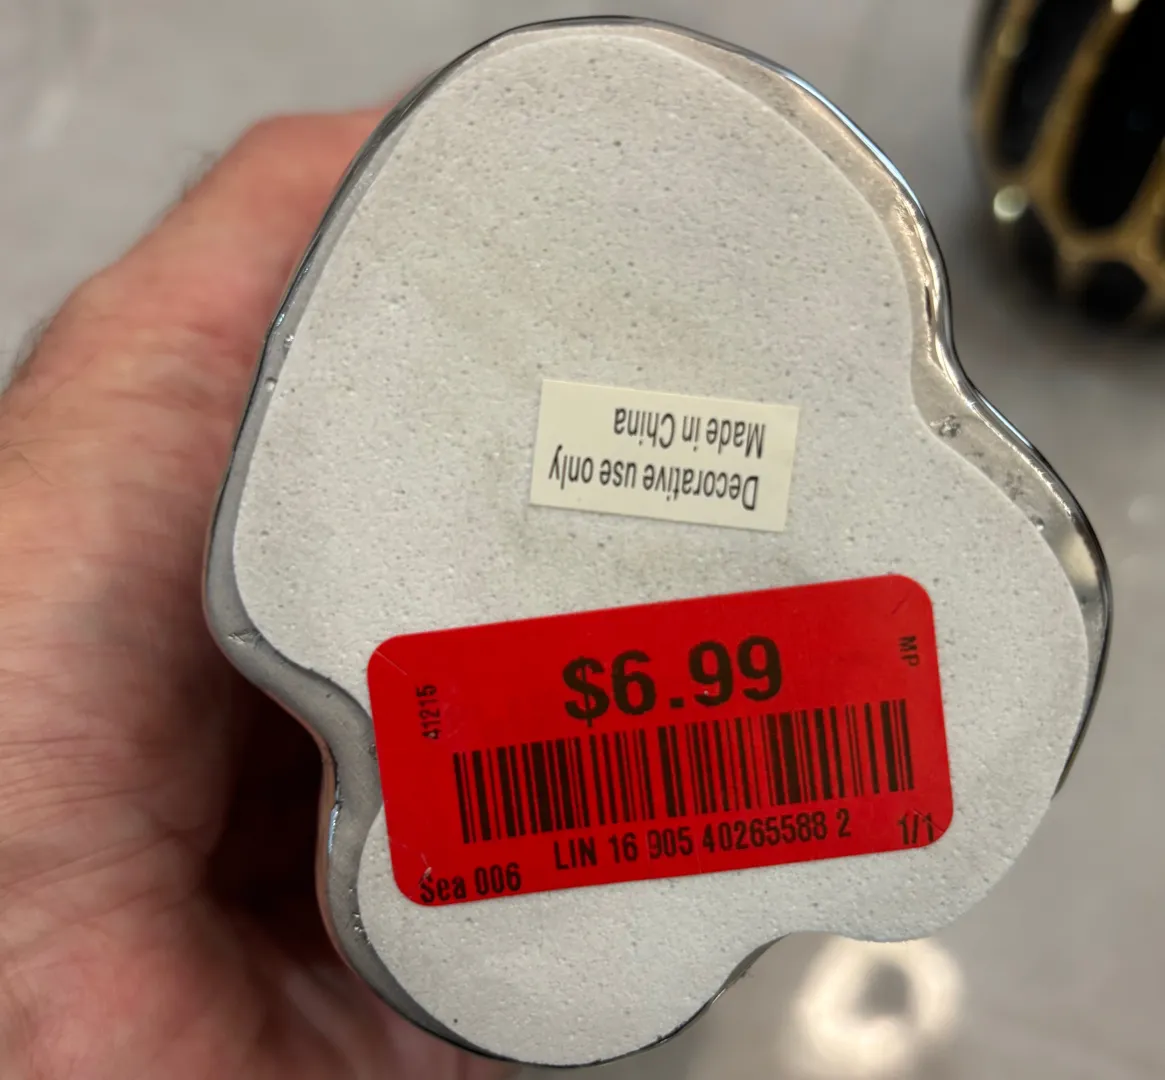 Decorative use only
Made in China
$6.99
MP
41215
LIN 16 905 40265588 2
1/1
Sea 006